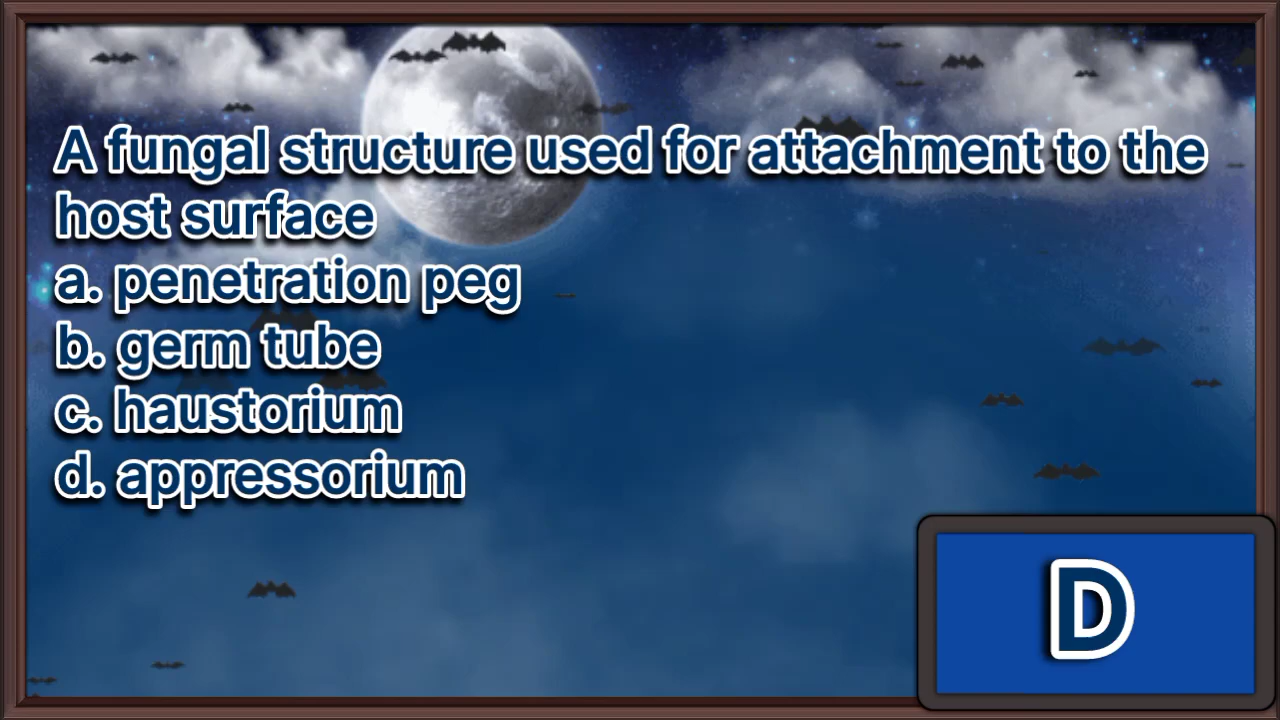 A fungal structure used for attachment to the
host surface
a. penetration peg
b. germ tube
c. haustorium
d. appressorium
D